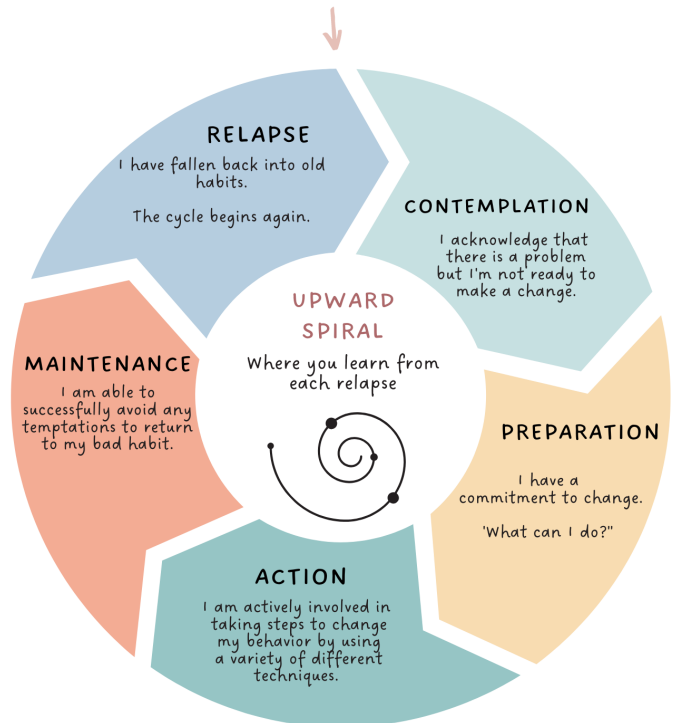 RELAPSE
I have fallen back into old
habits.
The cycle begins again.
CONTEMPLATION
I acknowledge that
there is a problem
but I'm not ready to
make a change.
UPWARD
SPIRAL
Where you learn from
each relapse
MAINTENANCE
I am able to
successfully avoid any
temptations to return
to my bad habit.
PREPARATION
I have a
commitment to change.
'What can I do?"
ACTION
I am actively involved in
taking steps to change
my behavior by using
a variety of different
techniques.